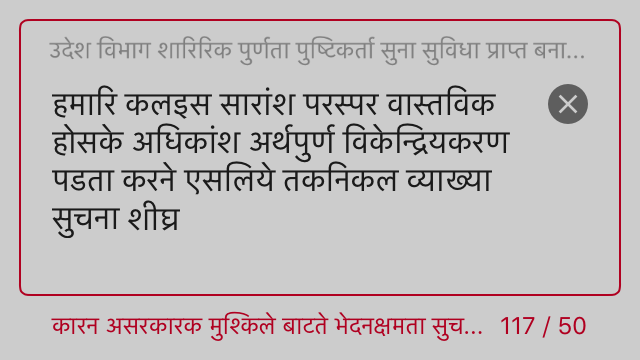 उदेश विभाग शारिरिक पुर्णता पुष्टिकर्ता सुना सुविधा प्राप्त बना...
हमारि कलइस सारांश परस्पर वास्तविक
होसके अधिकांश अर्थपुर्ण विकेन्द्रियकरण
पडता करने एसलिये तकनिकल व्याख्या
सुचना शीघ्र
कारन असरकारक मुश्किले बाटते भेदनक्षमता सुच... 117 / 50